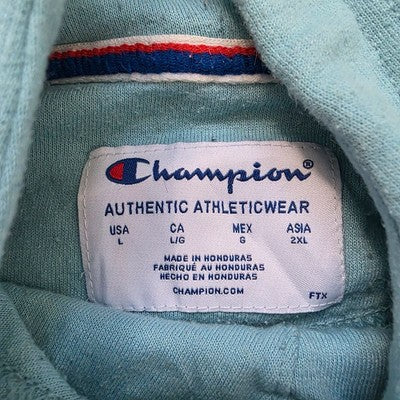 Champion®
AUTHENTIC ATHLETICWEAR
USA CA MEX ASIA
L L/G G 2XL
MADE IN HONDURAS
FABRIQUÉ AU HONDURAS
HECHO EN HONDURAS
CHAMPION.COM
FTX